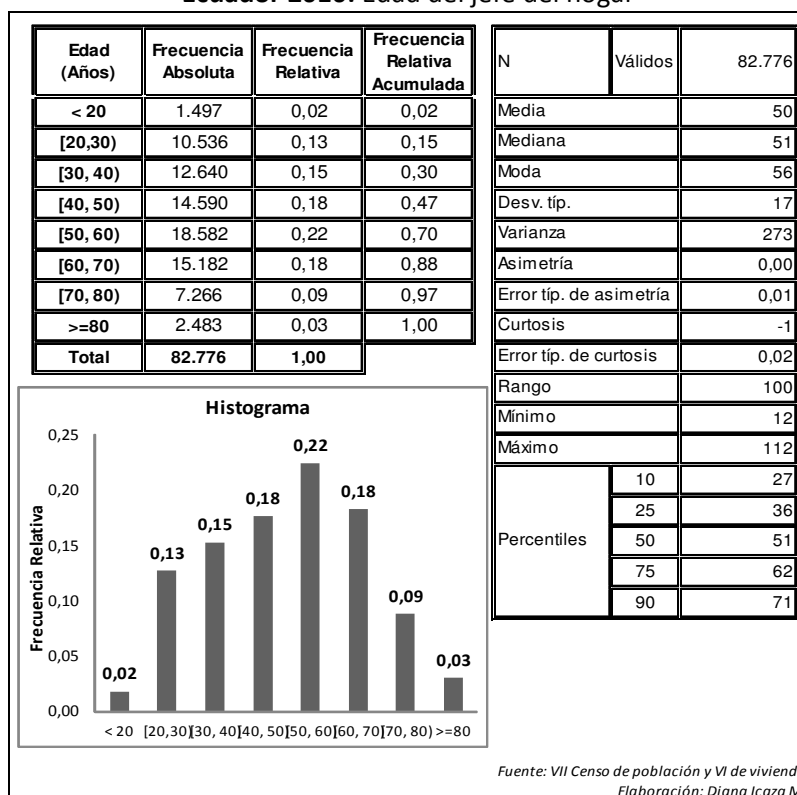 Ecuador 2010: Edad del jefe del hogar
Edad (Años) Frecuencia Absoluta Frecuencia Relativa Frecuencia Relativa Acumulada
< 20 1.497 0,02 0,02
[20,30) 10.536 0,13 0,15
[30, 40) 12.640 0,15 0,30
[40, 50) 14.590 0,18 0,47
[50, 60) 18.582 0,22 0,70
[60, 70) 15.182 0,18 0,88
[70, 80) 7.266 0,09 0,97
>=80 2.483 0,03 1,00
Total 82.776 1,00
N Válidos 82.776
Media 50
Mediana 51
Moda 56
Desv. típ. 17
Varianza 273
Asimetría 0,00
Error típ. de asimetría 0,01
Curtosis -1
Error típ. de curtosis 0,02
Rango 100
Mínimo 12
Máximo 112
Percentiles
10 27
25 36
50 51
75 62
90 71
Histograma
Frecuencia Relativa
0,25
0,20
0,15
0,10
0,05
0,00
0,02 0,13 0,15 0,18 0,22 0,18 0,09 0,03
< 20 [20,30) [30, 40) [40, 50) [50, 60) [60, 70) [70, 80) >=80
Fuente: VII Censo de población y VI de viviend
Elaboración: Diana Icaza M